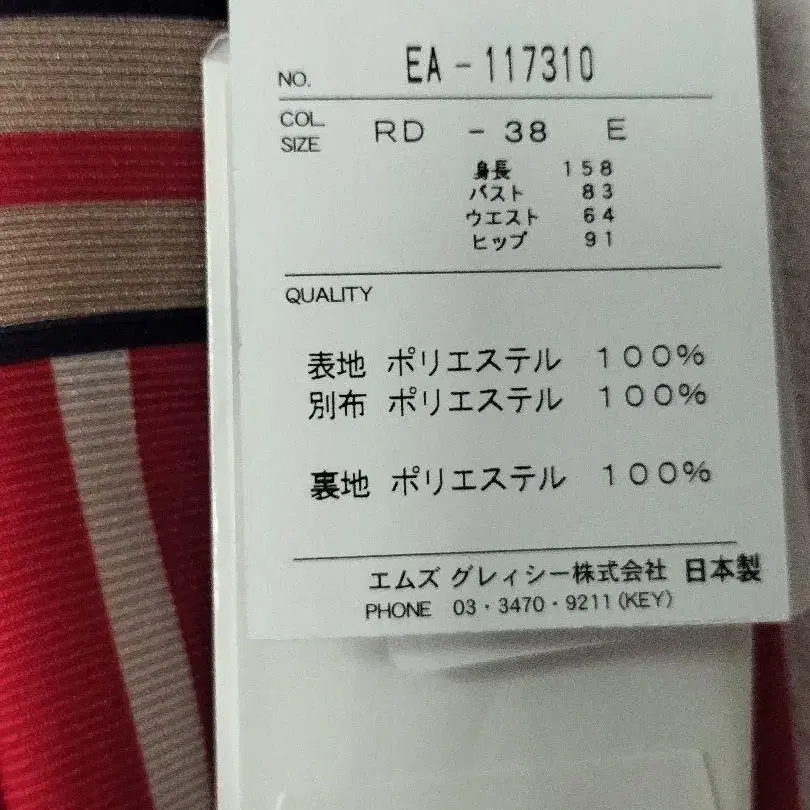 NO. EA-117310
COL.
SIZE RD -38 E
身長 158
バスト 83
ウエスト 64
ヒップ 91
QUALITY
表地 ポリエステル 100%
別布 ポリエステル 100%
裏地 ポリエステル 100%
エムズ グレィシー株式会社 日本製
PHONE 03・3470・9211(KEY)